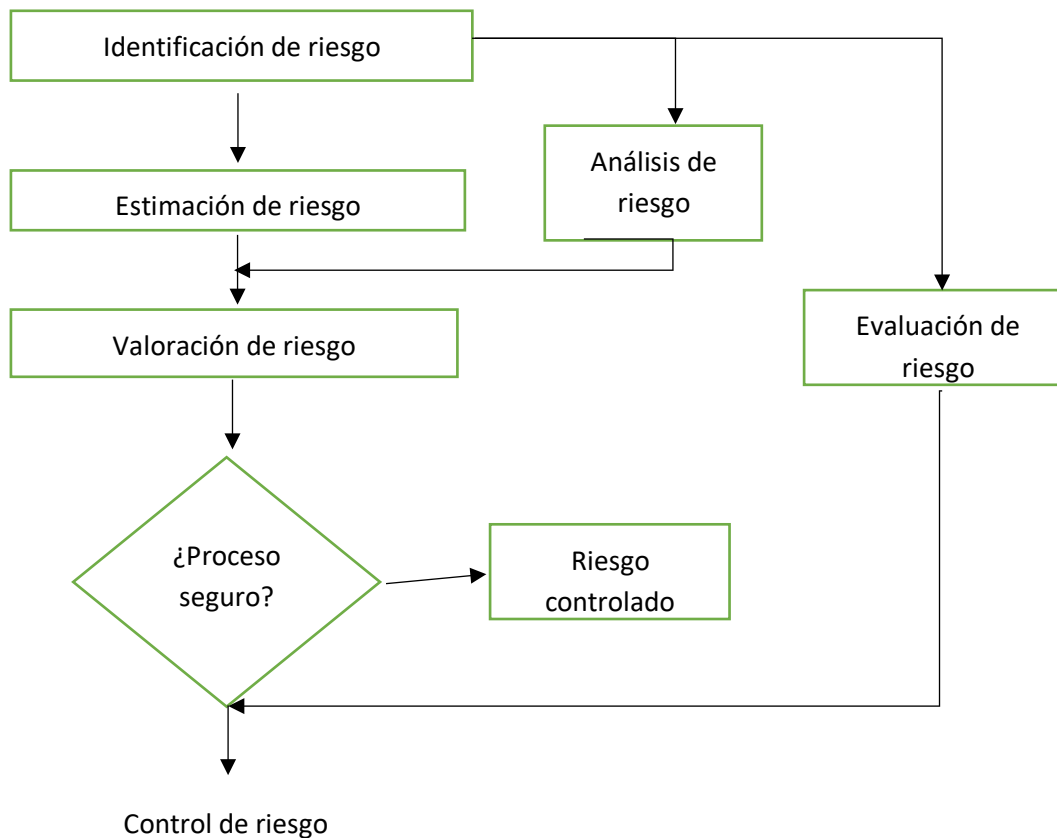 Identificación de riesgo
Análisis de
riesgo
Estimación de riesgo
Evaluación de
riesgo
Valoración de riesgo
¿Proceso
seguro?
Riesgo
controlado
Control de riesgo